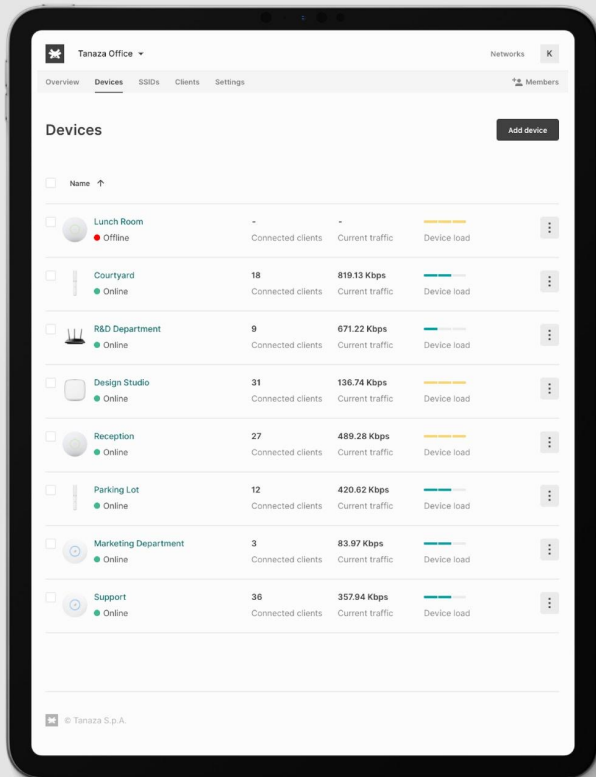 Tanaza Office
Networks
K
Overview Devices SSIDs Clients Settings Members
Devices
Add device
Name
Lunch Room - -
Offline Connected clients Current traffic Device load
Courtyard 18 819.13 Kbps
Online Connected clients Current traffic Device load
R&D Department 9 671.22 Kbps
Online Connected clients Current traffic Device load
Design Studio 31 136.74 Kbps
Online Connected clients Current traffic Device load
Reception 27 489.28 Kbps
Online Connected clients Current traffic Device load
Parking Lot 12 420.62 Kbps
Online Connected clients Current traffic Device load
Marketing Department 3 83.97 Kbps
Online Connected clients Current traffic Device load
Support 36 357.94 Kbps
Online Connected clients Current traffic Device load
© Tanaza S.p.A.